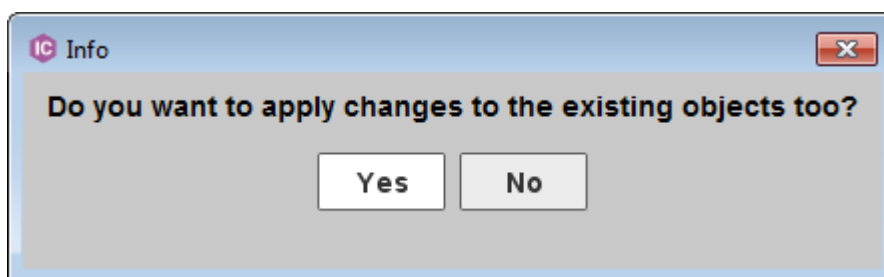 IC Info
Do you want to apply changes to the existing objects too?
Yes No